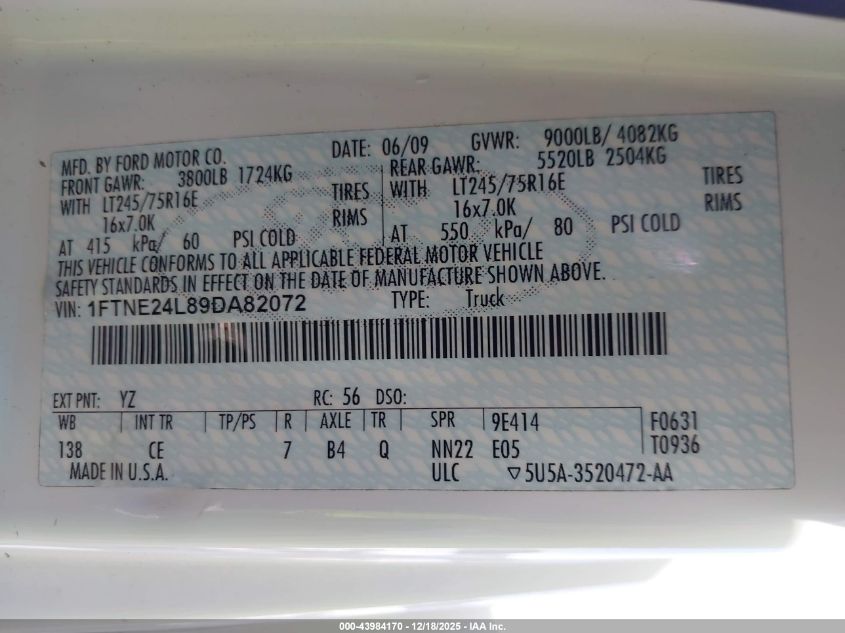 MFD. BY FORD MOTOR CO. DATE: 06/09 GVWR: 9000LB/ 4082KG
FRONT GAWR: 3800LB 1724KG REAR GAWR: 5520LB 2504KG
WITH LT245/75R16E TIRES WITH LT245/75R16E TIRES
16x7.0K RIMS 16x7.0K RIMS
AT 415 kPa/ 60 PSI COLD AT 550 kPa/ 80 PSI COLD
THIS VEHICLE CONFORMS TO ALL APPLICABLE FEDERAL MOTOR VEHICLE
SAFETY STANDARDS IN EFFECT ON THE DATE OF MANUFACTURE SHOWN ABOVE.
VIN: 1FTNE24L89DA82072 TYPE: Truck
EXT PNT: YZ RC: 56 DSO:
WB INT TR TP/PS R AXLE TR SPR 9E414 F0631
138 CE 7 B4 Q NN22 E05 T0936
MADE IN U.S.A. ULC ▽5U5A-3520472-AA
000-43984170 - 12/18/2025 - IAA Inc.